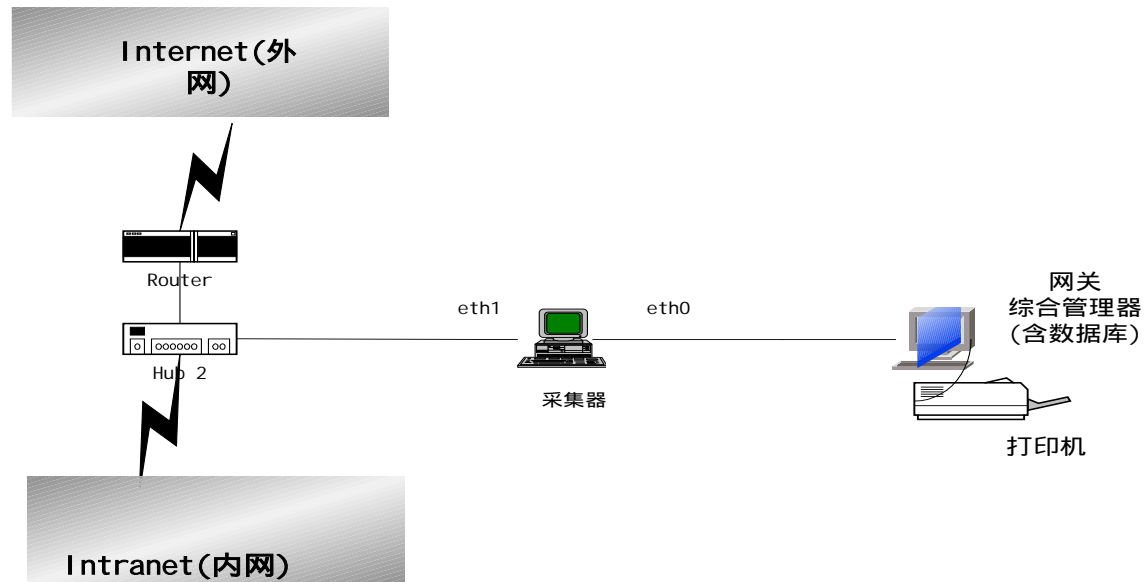 Internet(外
网)
Router
Hub 2
eth1
eth0
采集器
网关
综合管理器
(含数据库)
打印机
Intranet(内网)